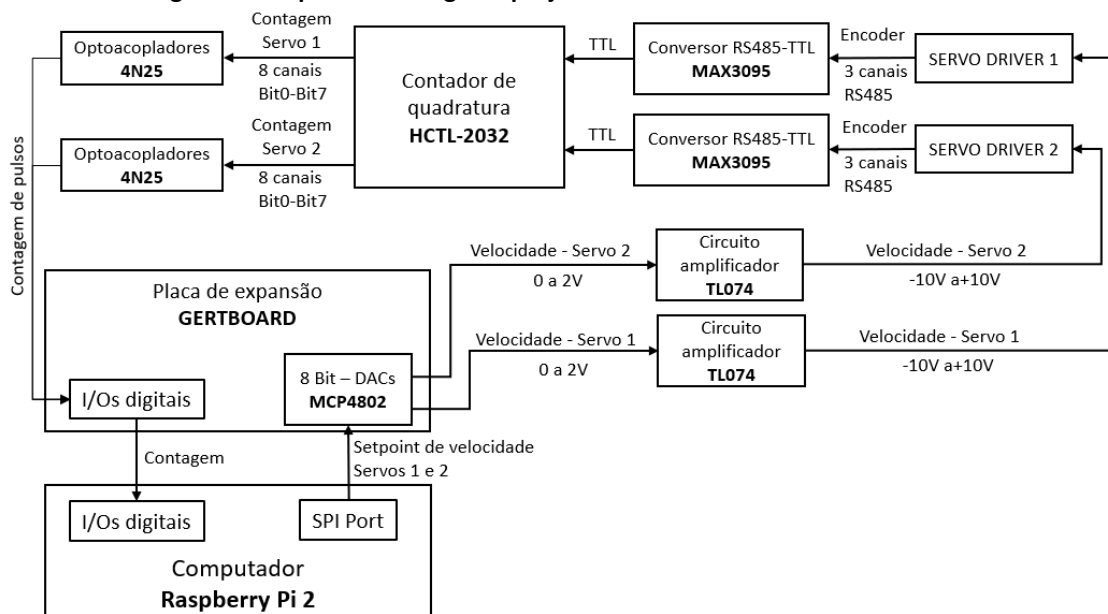 Contagem
Servo 1
8 canais
Bit0-Bit7
Optoacopladores
4N25
Contagem
Servo 2
8 canais
Bit0-Bit7
Optoacopladores
4N25
Contador de
quadratura
HCTL-2032
TTL
TTL
Conversor RS485-TTL
MAX3095
Conversor RS485-TTL
MAX3095
Encoder
3 canais
RS485
Encoder
3 canais
RS485
SERVO DRIVER 1
SERVO DRIVER 2
Contagem de pulsos
Placa de expansão
GERTBOARD
I/Os digitais
8 Bit – DACs
MCP4802
Velocidade - Servo 2
0 a 2V
Circuito
amplificador
TL074
Velocidade - Servo 2
-10V a+10V
Velocidade - Servo 1
0 a 2V
Circuito
amplificador
TL074
Velocidade - Servo 1
-10V a+10V
Contagem
Setpoint de velocidade
Servos 1 e 2
I/Os digitais
SPI Port
Computador
Raspberry Pi 2